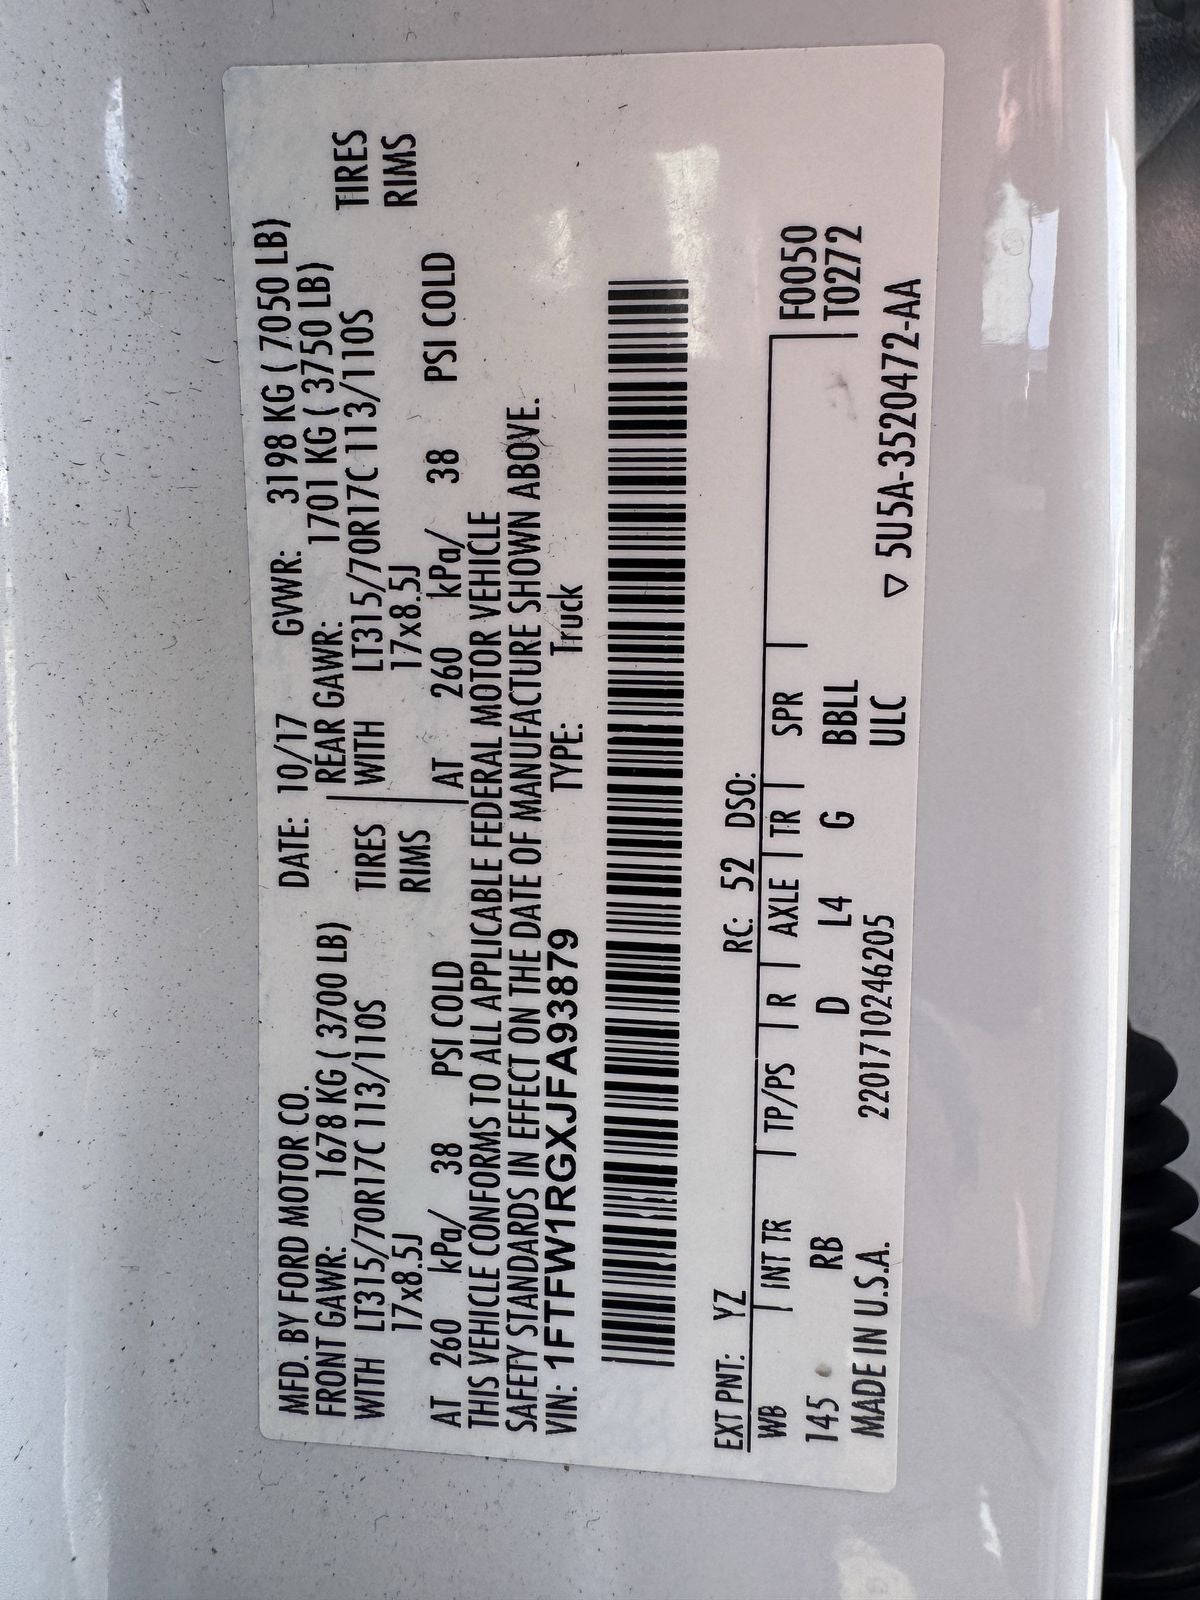 MFD. BY FORD MOTOR CO. DATE: 10/17 GVWR: 3198 KG ( 7050 LB)
FRONT GAWR: 1678 KG ( 3700 LB) REAR GAWR: 1701 KG ( 3750 LB)
WITH LT315/70R17C 113/110S TIRES WITH LT315/70R17C 113/110S TIRES
17x8.5J RIMS 17x8.5J RIMS
AT 260 kPa/ 38 PSI COLD AT 260 kPa/ 38 PSI COLD
THIS VEHICLE CONFORMS TO ALL APPLICABLE FEDERAL MOTOR VEHICLE
SAFETY STANDARDS IN EFFECT ON THE DATE OF MANUFACTURE SHOWN ABOVE.
VIN: 1FTFW1RGXJFA93879 TYPE: Truck
EXT PNT: YZ RC: 52 DSO:
WB | INT TR | TP/PS | R | AXLE | TR | SPR F0050
145 RB D L4 G BBLL T0272
MADE IN U.S.A. 220171024620​5 ULC
▽ 5U5A-3520472-AA